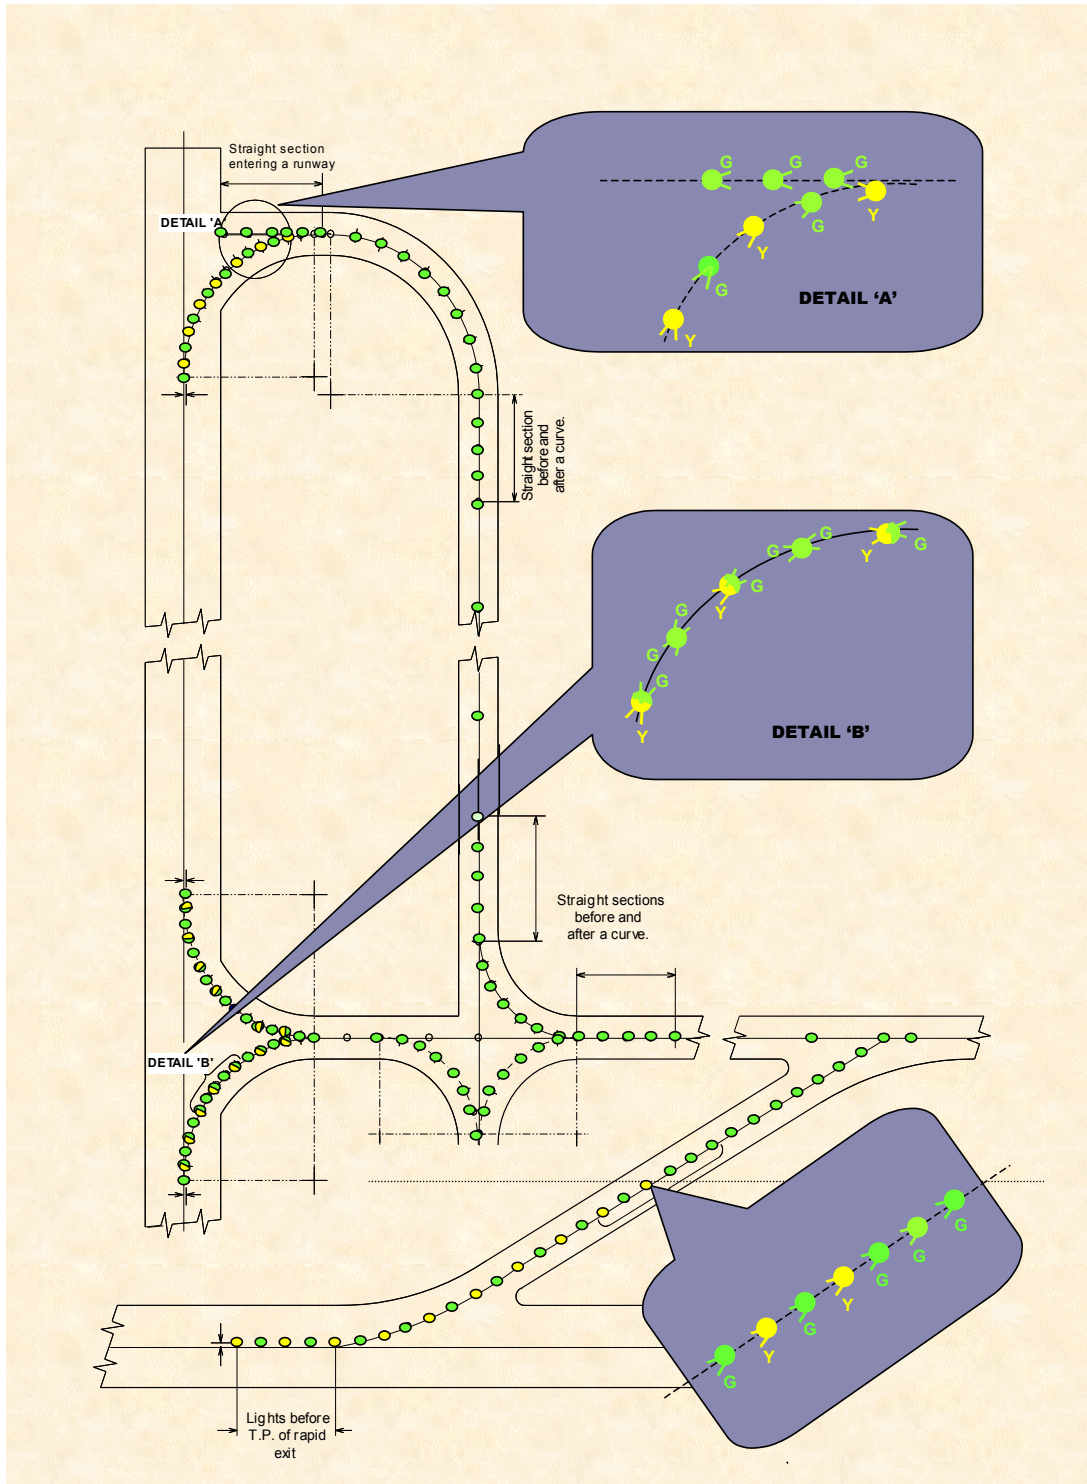 Straight section
entering a runway
DETAIL 'A'
G
G
G
G
Y
Y
G
Y
DETAIL ‘A’
Straight section
before and
after a curve.
G
G
G
Y
G
Y
G
G
G
Y
DETAIL ‘B’
Straight sections
before and
after a curve.
DETAIL 'B'
G
G
G
Y
G
Y
G
Lights before
T.P. of rapid
exit